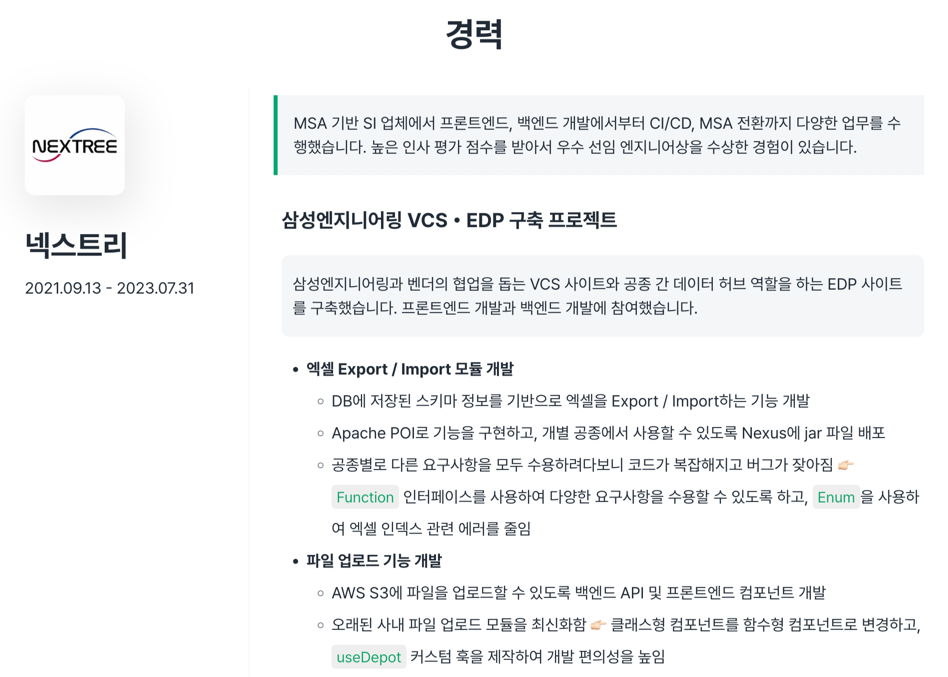 경력
NEXTREE
넥스트리
2021.09.13 - 2023.07.31
MSA 기반 SI 업체에서 프론트엔드, 백엔드 개발에서부터 CI/CD, MSA 전환까지 다양한 업무를 수
행했습니다. 높은 인사 평가 점수를 받아서 우수 선임 엔지니어상을 수상한 경험이 있습니다.
삼성엔지니어링 VCS • EDP 구축 프로젝트
삼성엔지니어링과 벤더의 협업을 돕는 VCS 사이트와 공종 간 데이터 허브 역할을 하는 EDP 사이트
를 구축했습니다. 프론트엔드 개발과 백엔드 개발에 참여했습니다.
• 엑셀 Export / Import 모듈 개발
◦ DB에 저장된 스키마 정보를 기반으로 엑셀을 Export / Import하는 기능 개발
◦ Apache POI로 기능을 구현하고, 개별 공종에서 사용할 수 있도록 Nexus에 jar 파일 배포
◦ 공종별로 다른 요구사항을 모두 수용하려다보니 코드가 복잡해지고 버그가 잦아짐 👉🏻
Function 인터페이스를 사용하여 다양한 요구사항을 수용할 수 있도록 하고, Enum 을 사용하
여 엑셀 인덱스 관련 에러를 줄임
• 파일 업로드 기능 개발
◦ AWS S3에 파일을 업로드할 수 있도록 백엔드 API 및 프론트엔드 컴포넌트 개발
◦ 오래된 사내 파일 업로드 모듈을 최신화함 👉🏻 클래스형 컴포넌트를 함수형 컴포넌트로 변경하고,
useDepot 커스텀 훅을 제작하여 개발 편의성을 높임